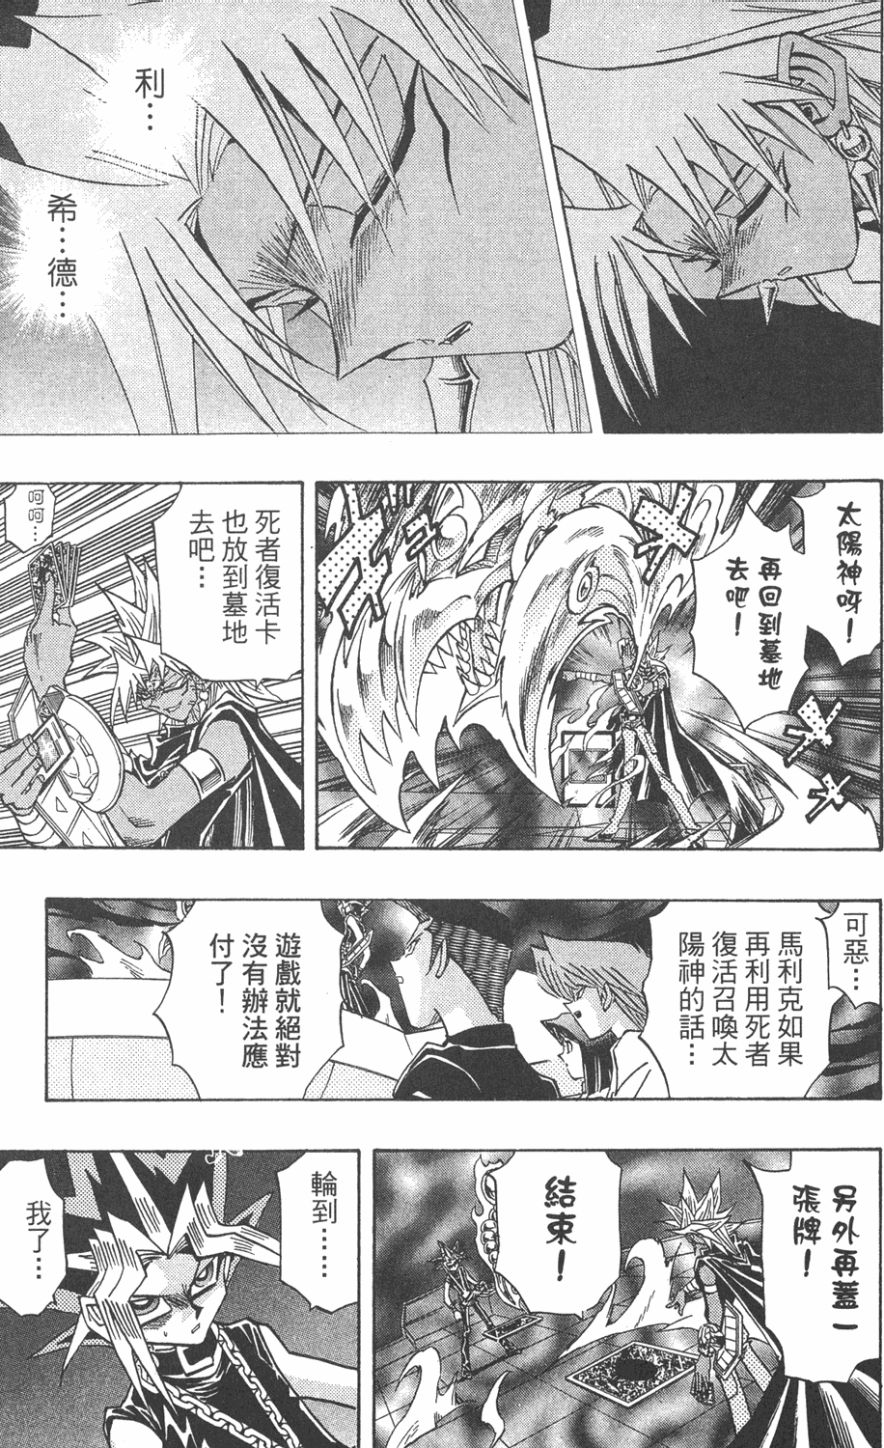 利…
希…德…
太陽神呀！
再回到墓地
去吧！
死者復活卡
也放到墓地
去吧…
呵呵…
可惡…
馬利克如果
再利用死者
復活召喚太
陽神的話…
遊戲就絕對
沒有辦法應
付了！
另外再蓋一
張牌！
結束！
輪到……
我了…